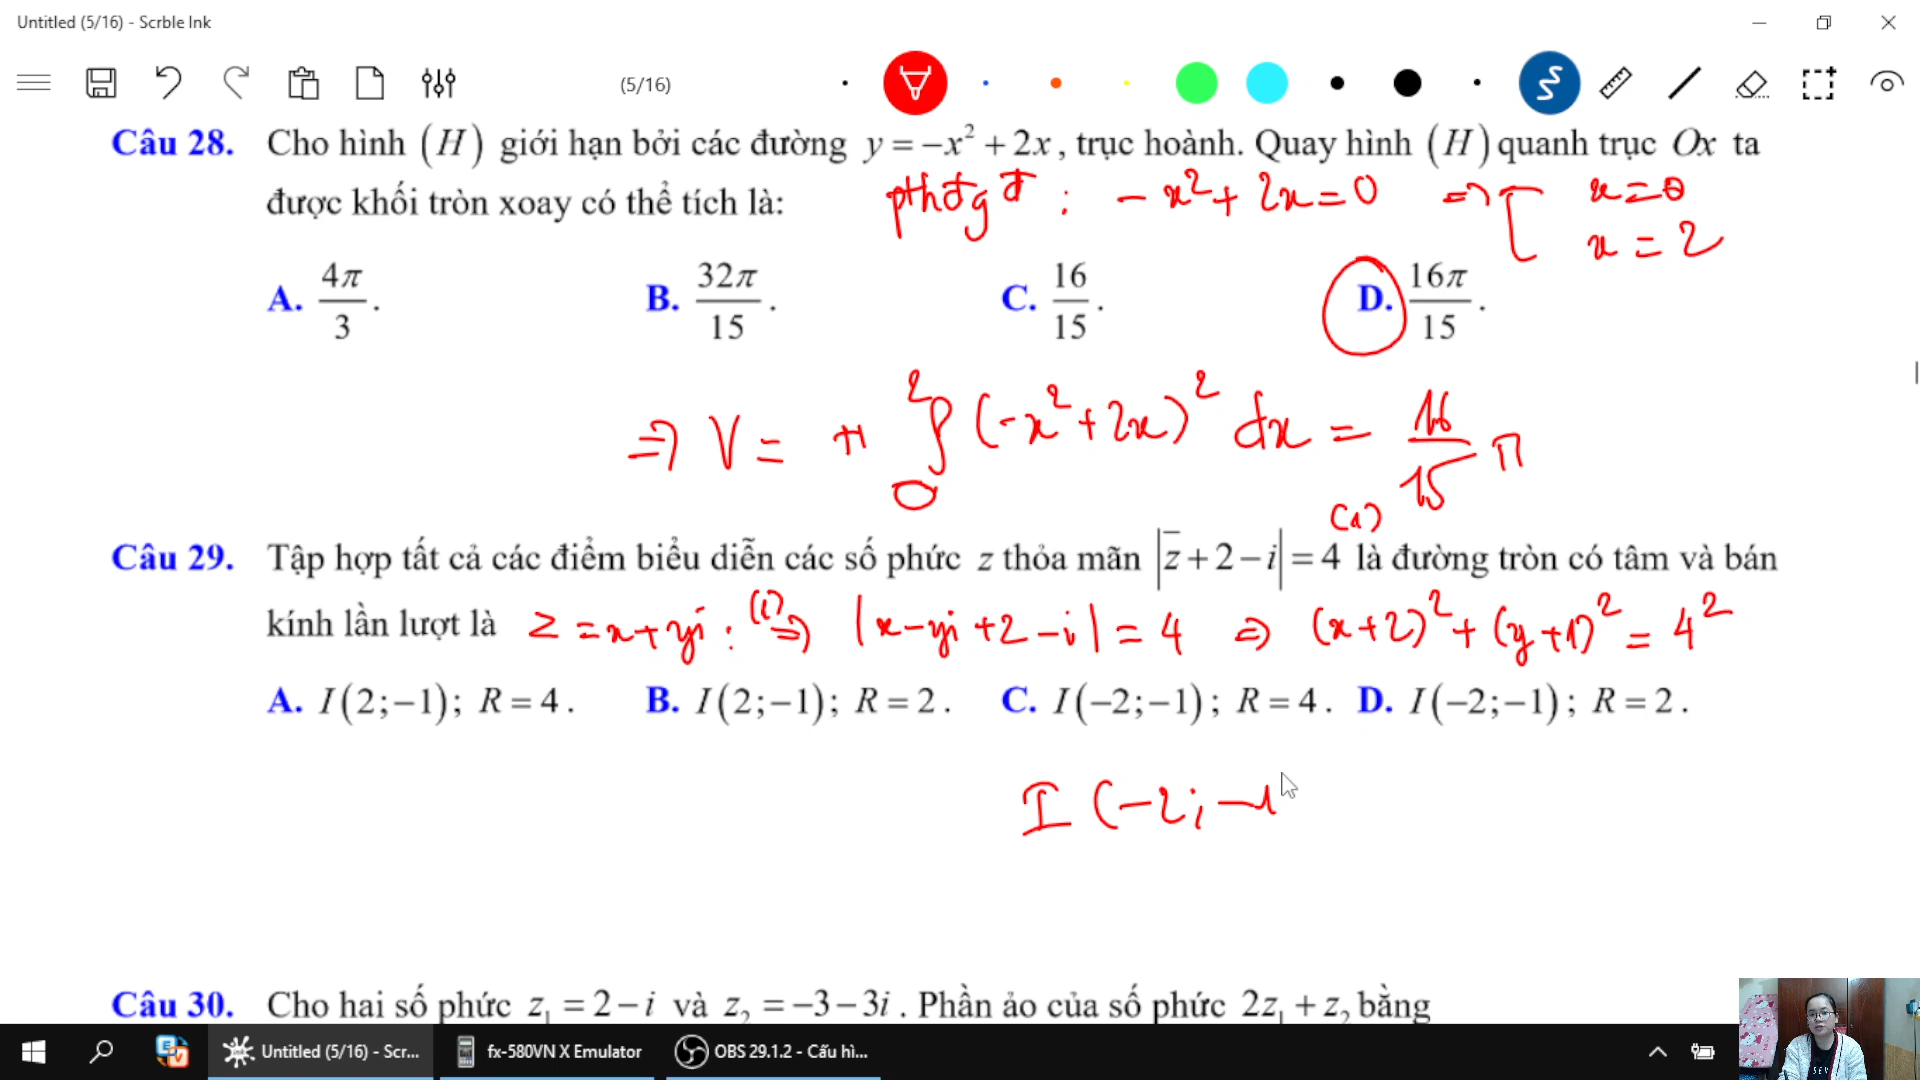 Untitled (5/16) - Scrble Ink
(5/16)
Câu 28. Cho hình (H) giới hạn bởi các đường y = −x² + 2x, trục hoành. Quay hình (H) quanh trục Ox ta
được khối tròn xoay có thể tích là:
pthđgđ : −x² + 2x = 0 => [ x = 0
x = 2
A. 4π/3. B. 32π/15. C. 16/15. D. 16π/15.
=> V = π ∫₀² (−x² + 2x)² dx = 16/15 π
(1)
Câu 29. Tập hợp tất cả các điểm biểu diễn các số phức z thỏa mãn |z̅ + 2 − i| = 4 là đường tròn có tâm và bán
kính lần lượt là
z = x + yi : (1) => |x − yi + 2 − i| = 4 => (x+2)² + (y+1)² = 4²
A. I(2;−1); R = 4. B. I(2;−1); R = 2. C. I(−2;−1); R = 4. D. I(−2;−1); R = 2.
I (−2; −1
Câu 30. Cho hai số phức z₁ = 2 − i và z₂ = −3 − 3i. Phần ảo của số phức 2z₁ + z₂ bằng
Untitled (5/16) - Scr...
fx-580VN X Emulator
OBS 29.1.2 - Cấu hì...